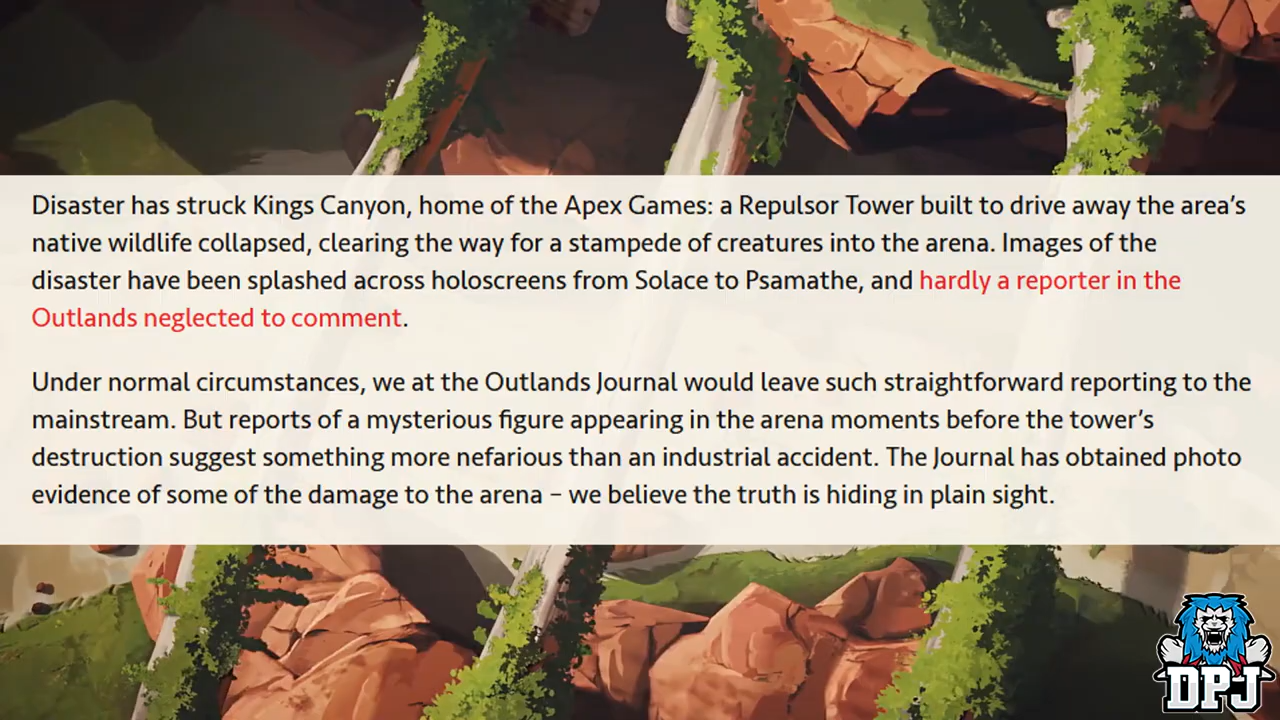 Disaster has struck Kings Canyon, home of the Apex Games: a Repulsor Tower built to drive away the area’s
native wildlife collapsed, clearing the way for a stampede of creatures into the arena. Images of the
disaster have been splashed across holoscreens from Solace to Psamathe, and hardly a reporter in the
Outlands neglected to comment.
Under normal circumstances, we at the Outlands Journal would leave such straightforward reporting to the
mainstream. But reports of a mysterious figure appearing in the arena moments before the tower’s
destruction suggest something more nefarious than an industrial accident. The Journal has obtained photo
evidence of some of the damage to the arena – we believe the truth is hiding in plain sight.
DPJ